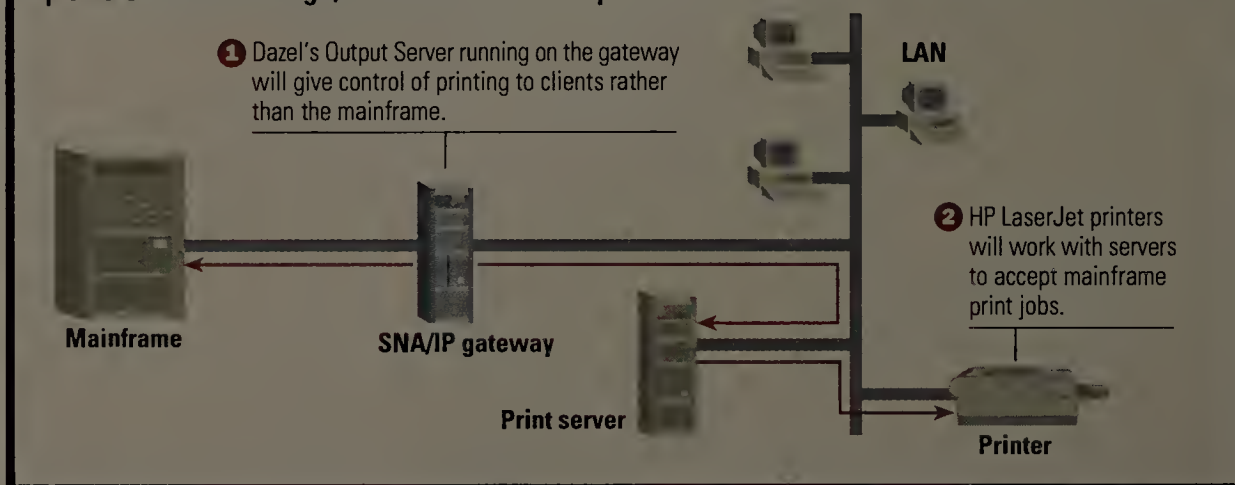 1 Dazel's Output Server running on the gateway
will give control of printing to clients rather
than the mainframe.
LAN
2 HP LaserJet printers
will work with servers
to accept mainframe
print jobs.
Mainframe
SNA/IP gateway
Print server
Printer